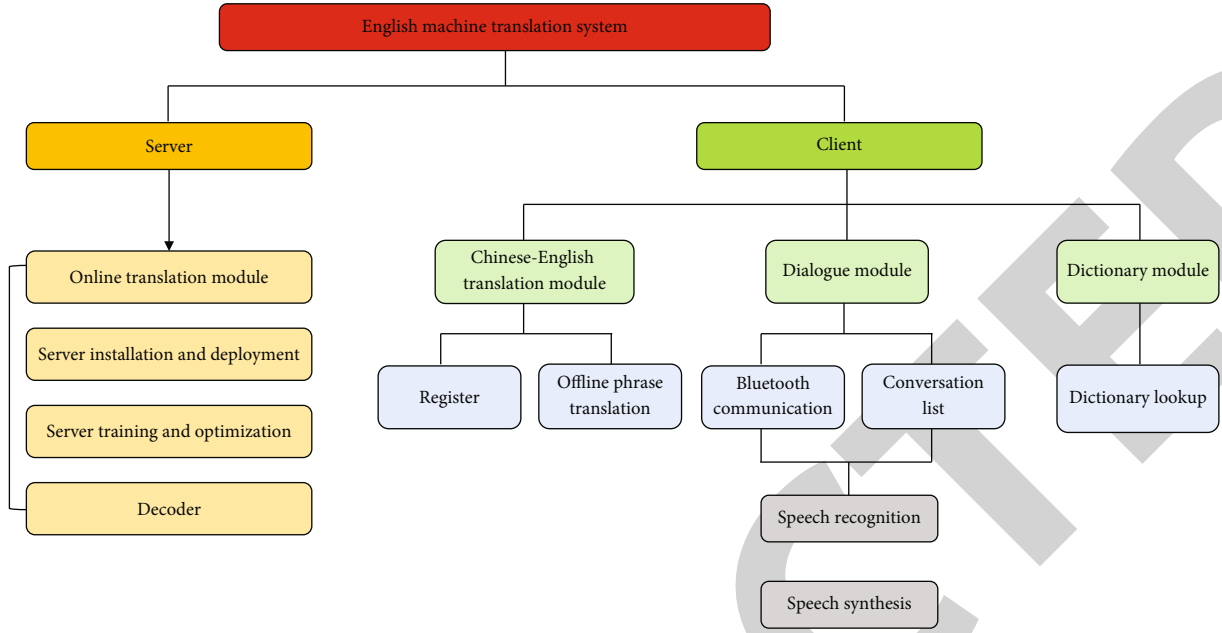 English machine translation system
Server
Client
Online translation module
Server installation and deployment
Server training and optimization
Decoder
Chinese-English
translation module
Dialogue module
Dictionary module
Register
Offline phrase
translation
Bluetooth
communication
Conversation
list
Dictionary lookup
Speech recognition
Speech synthesis
CTED